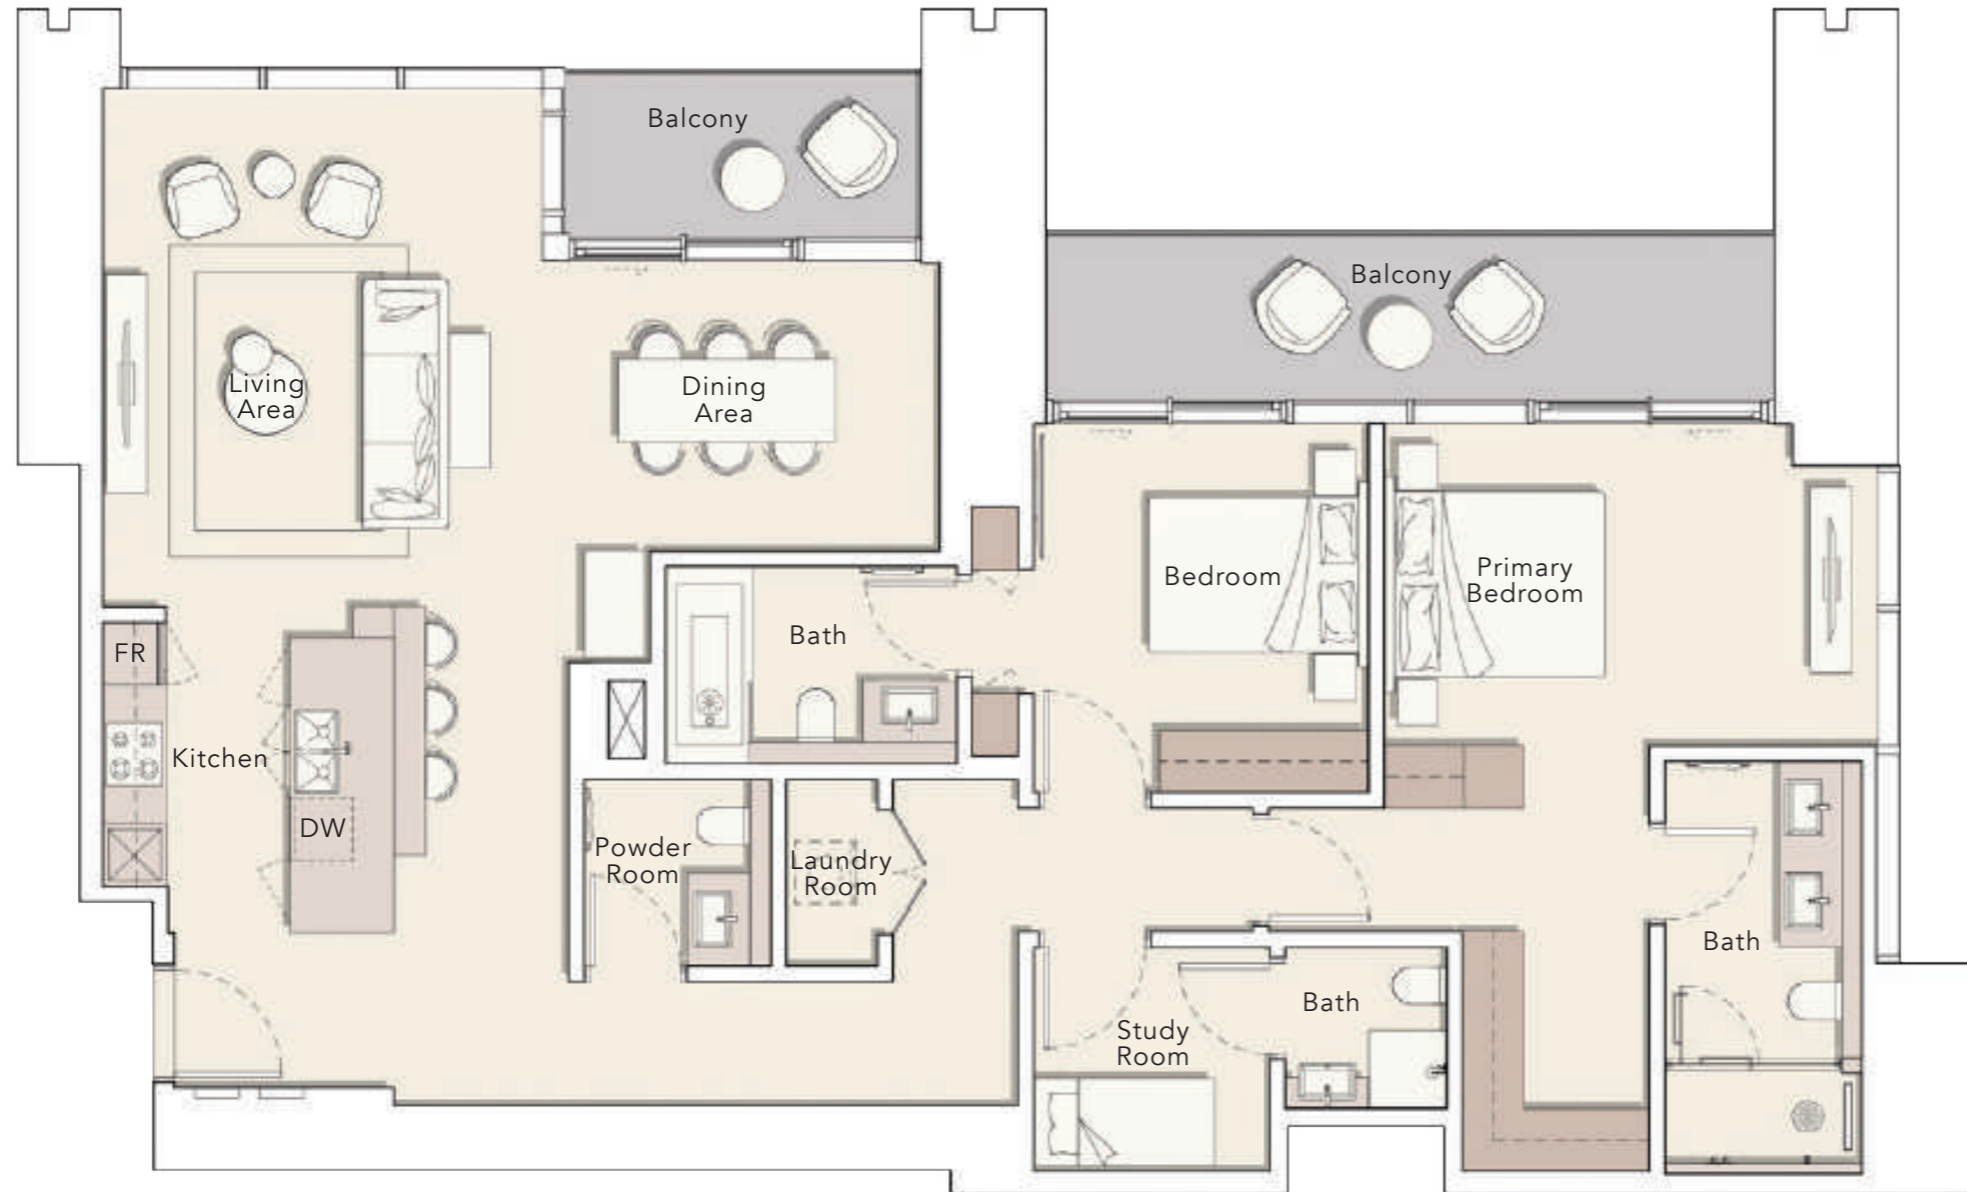 Balcony
Balcony
Living
Area
Dining
Area
Bedroom
Primary
Bedroom
Bath
FR
Kitchen
DW
Powder
Room
Laundry
Room
Bath
Bath
Study
Room